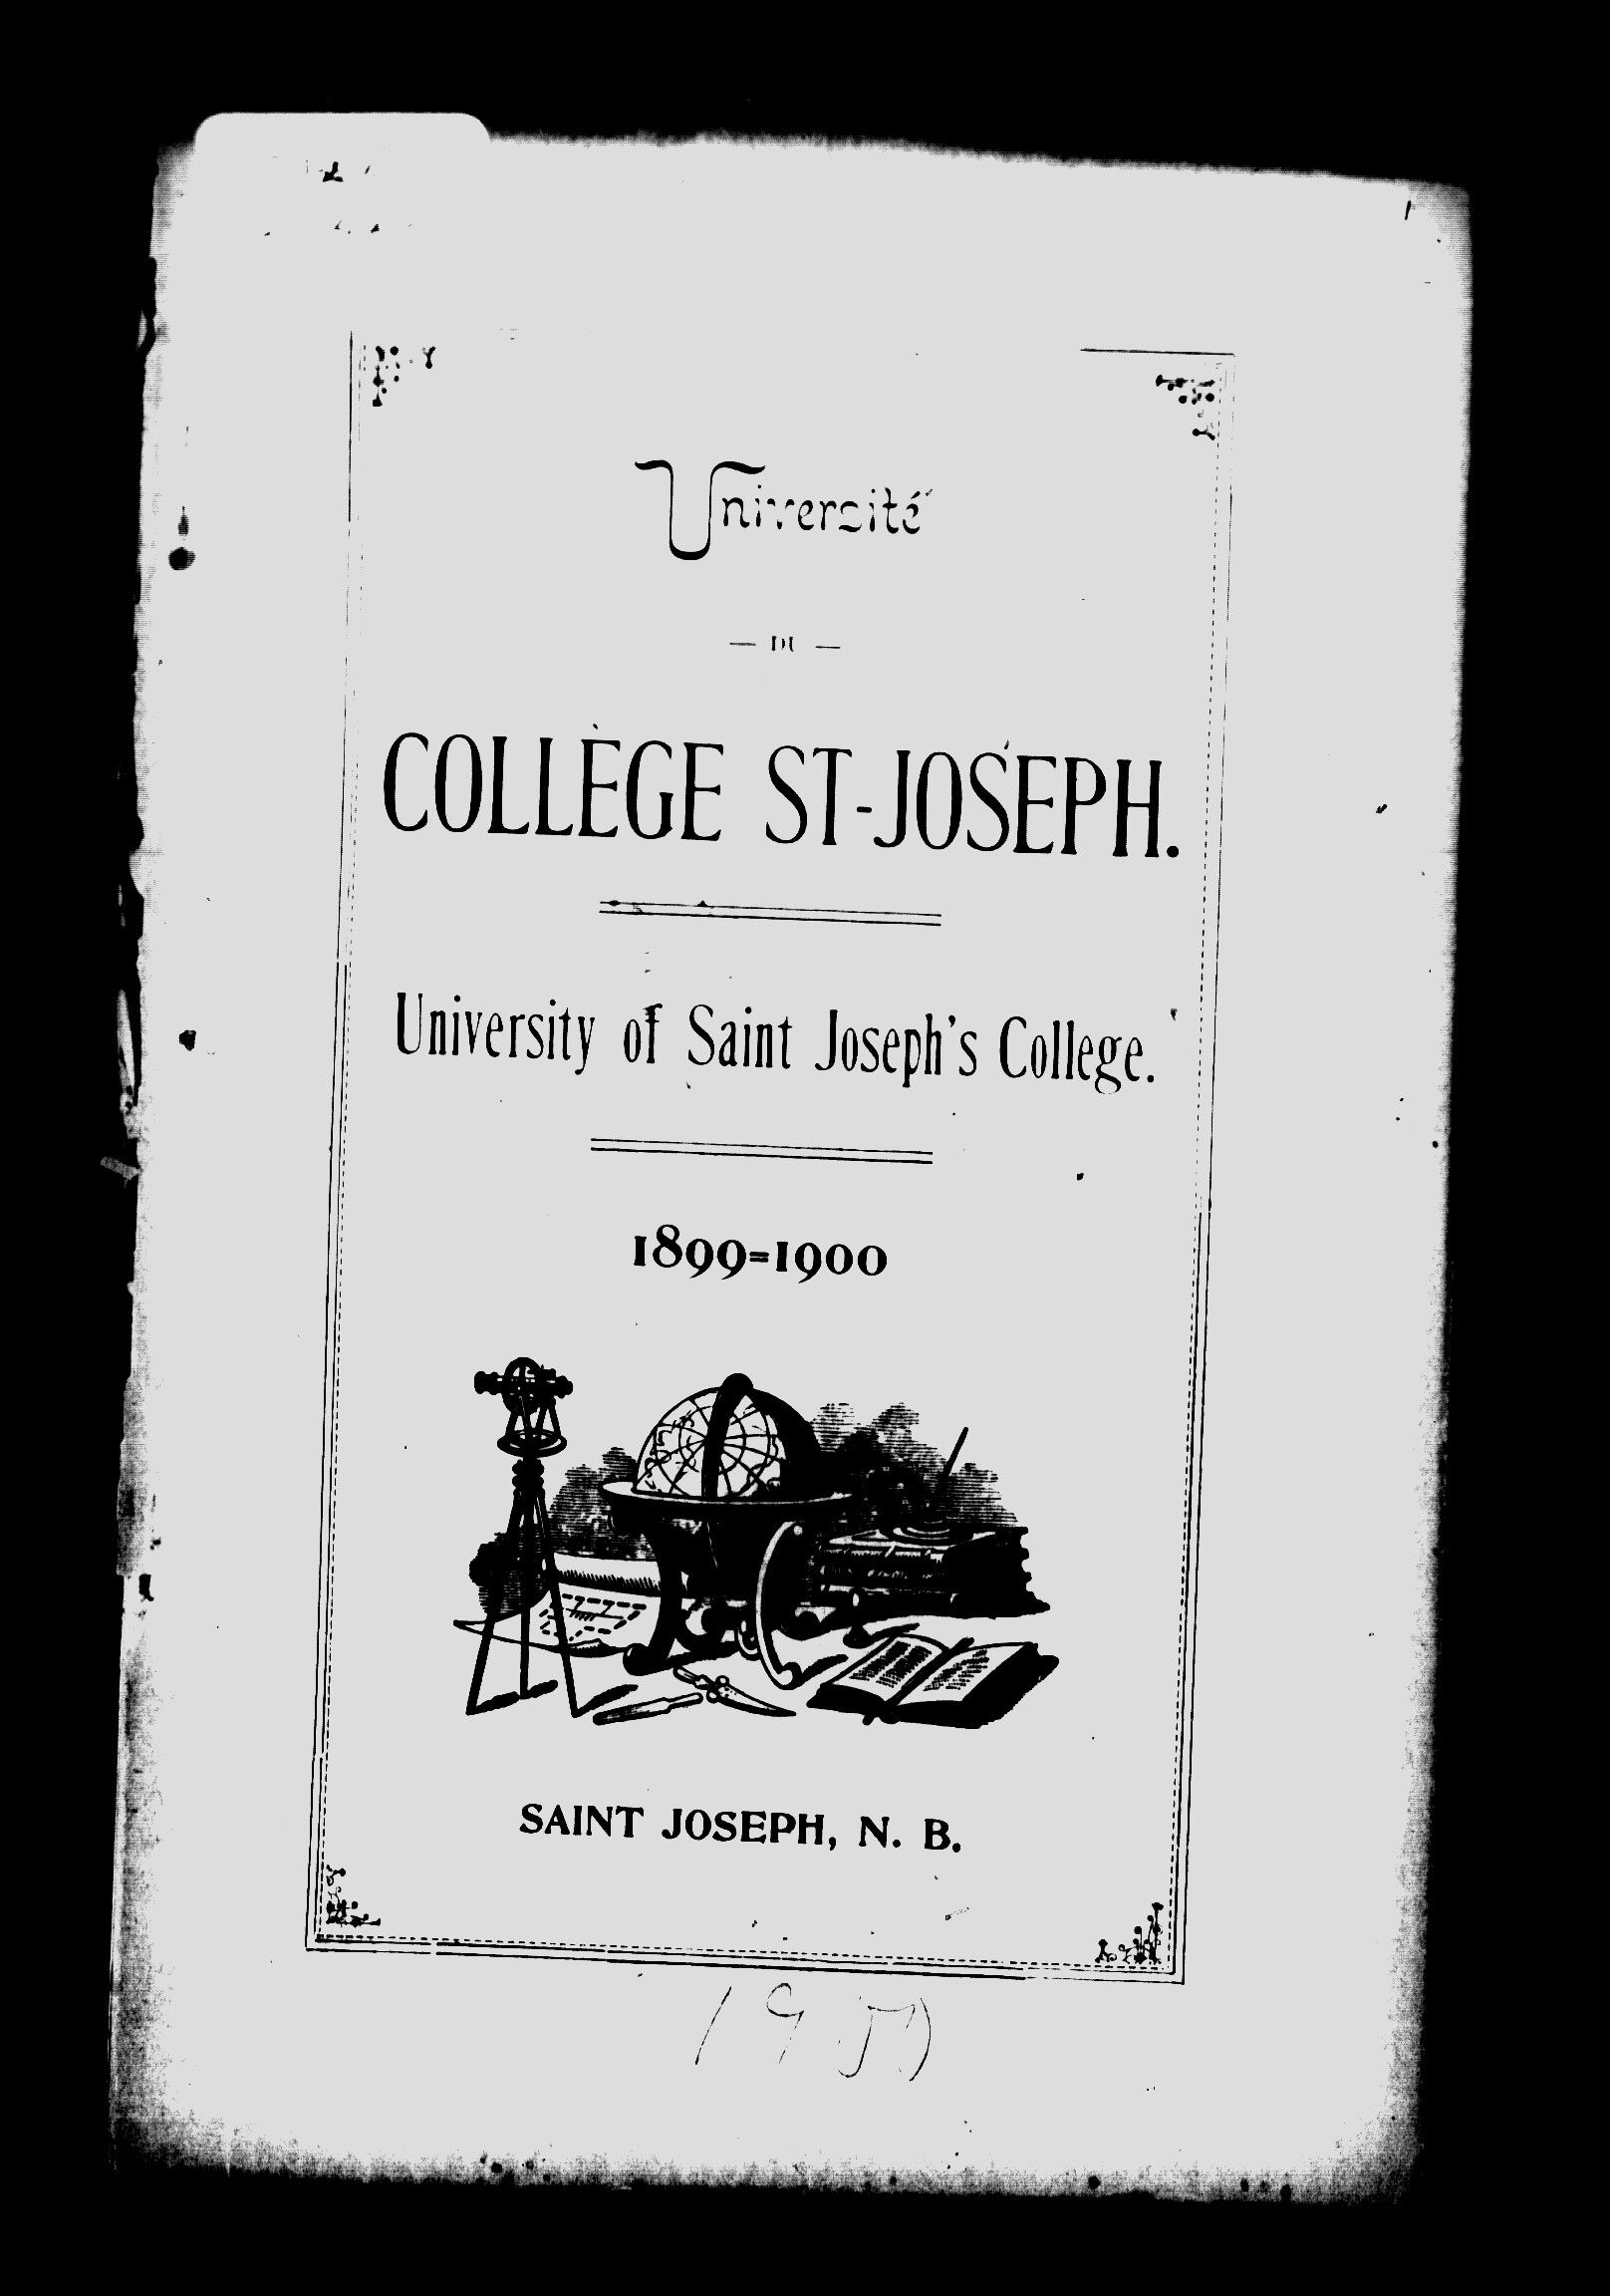 Université
— DU —
COLLÈGE ST-JOSEPH.
University of Saint Joseph's College.
1899=1900
SAINT JOSEPH, N. B.